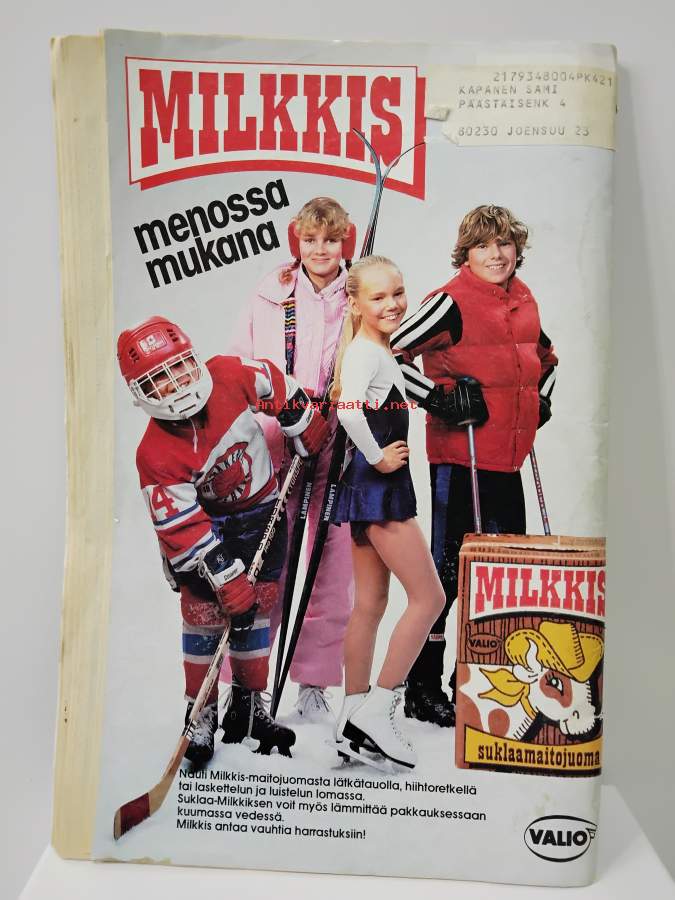 MILKKIS
2179348004PK421
KAPANEN SAMI
PÄÄSTÄISENK 4
80230 JOENSUU 23
menossa
mukana
Antikvariaatti.net
14
4
LAMPINEN
LAMPINEN
MILKKIS
VALIO
suklaamaitojuoma
Nauti Milkkis-maitojuomasta lätkätauolla, hiihtoretkellä
tai laskettelun ja luistelun lomassa.
Suklaa-Milkkiksen voit myös lämmittää pakkauksessaan
kuumassa vedessä.
Milkkis antaa vauhtia harrastuksiin!
VALIO